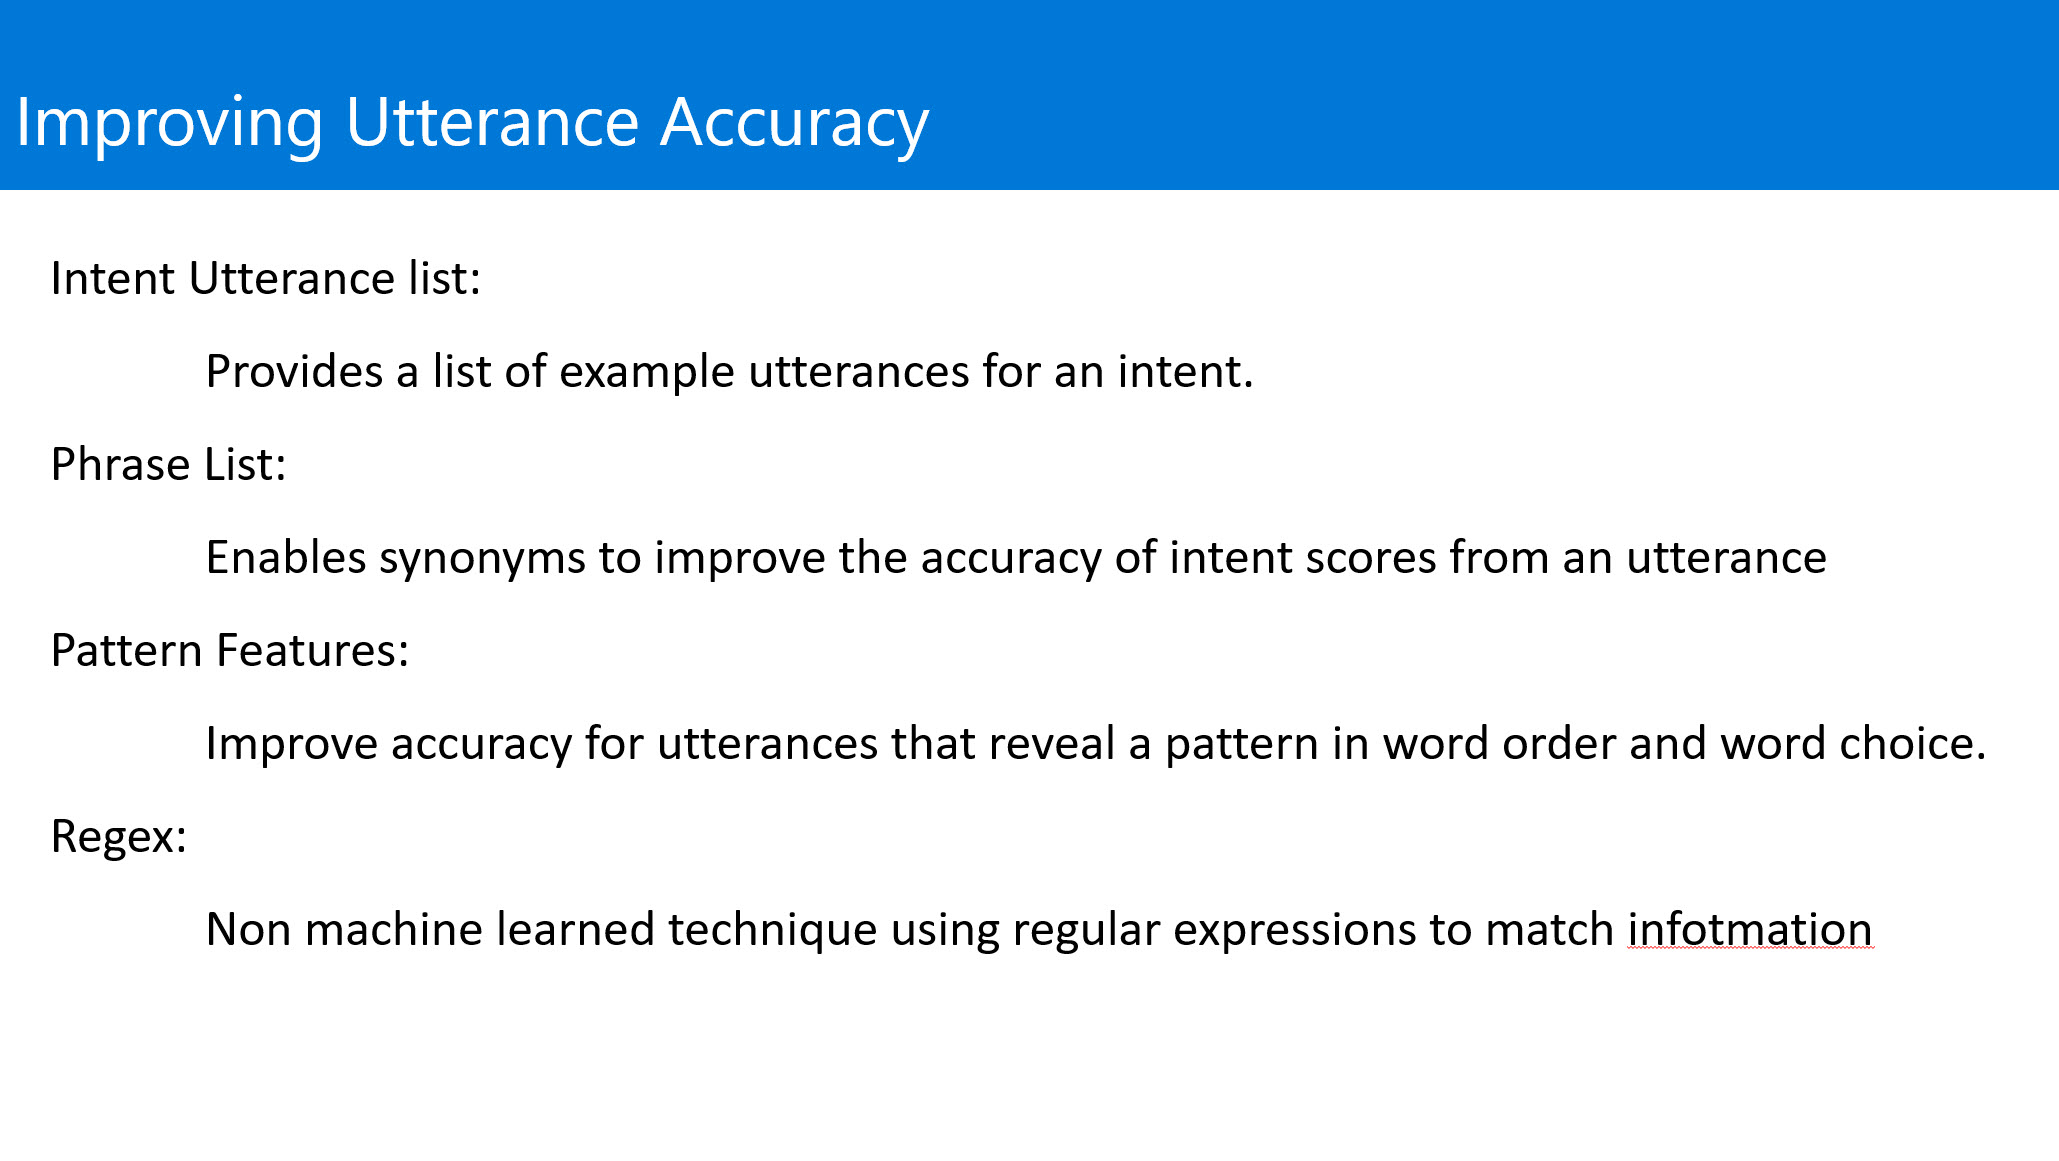 Improving Utterance Accuracy
Intent Utterance list:
Provides a list of example utterances for an intent.
Phrase List:
Enables synonyms to improve the accuracy of intent scores from an utterance
Pattern Features:
Improve accuracy for utterances that reveal a pattern in word order and word choice.
Regex:
Non machine learned technique using regular expressions to match infotmation